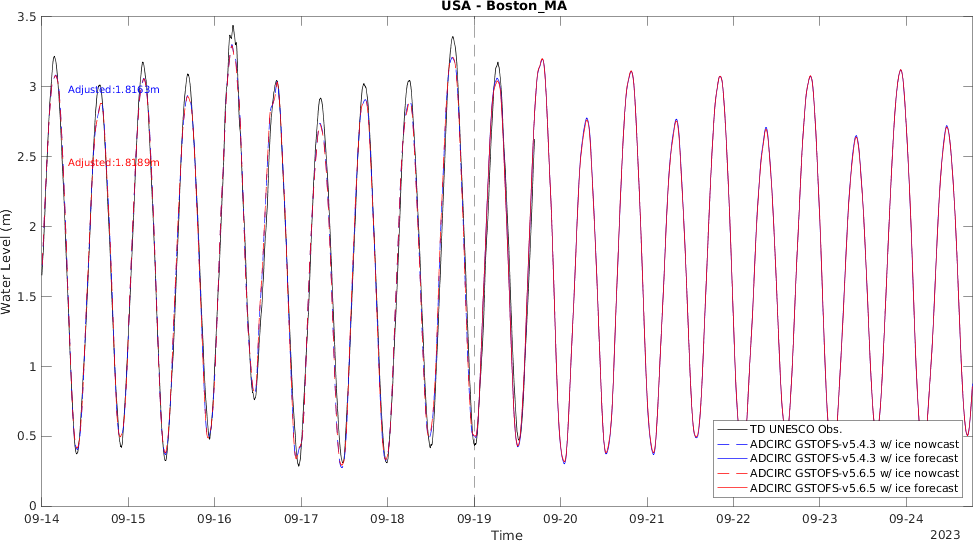 USA - Boston_MA
3.5
3
2.5
2
1.5
1
0.5
0
Water Level (m)
Adjusted:1.8163m
Adjusted:1.8189m
TD UNESCO Obs.
ADCIRC GSTOFS-v5.4.3 w/ ice nowcast
ADCIRC GSTOFS-v5.4.3 w/ ice forecast
ADCIRC GSTOFS-v5.6.5 w/ ice nowcast
ADCIRC GSTOFS-v5.6.5 w/ ice forecast
09-14 09-15 09-16 09-17 09-18 09-19 09-20 09-21 09-22 09-23 09-24
Time
2023